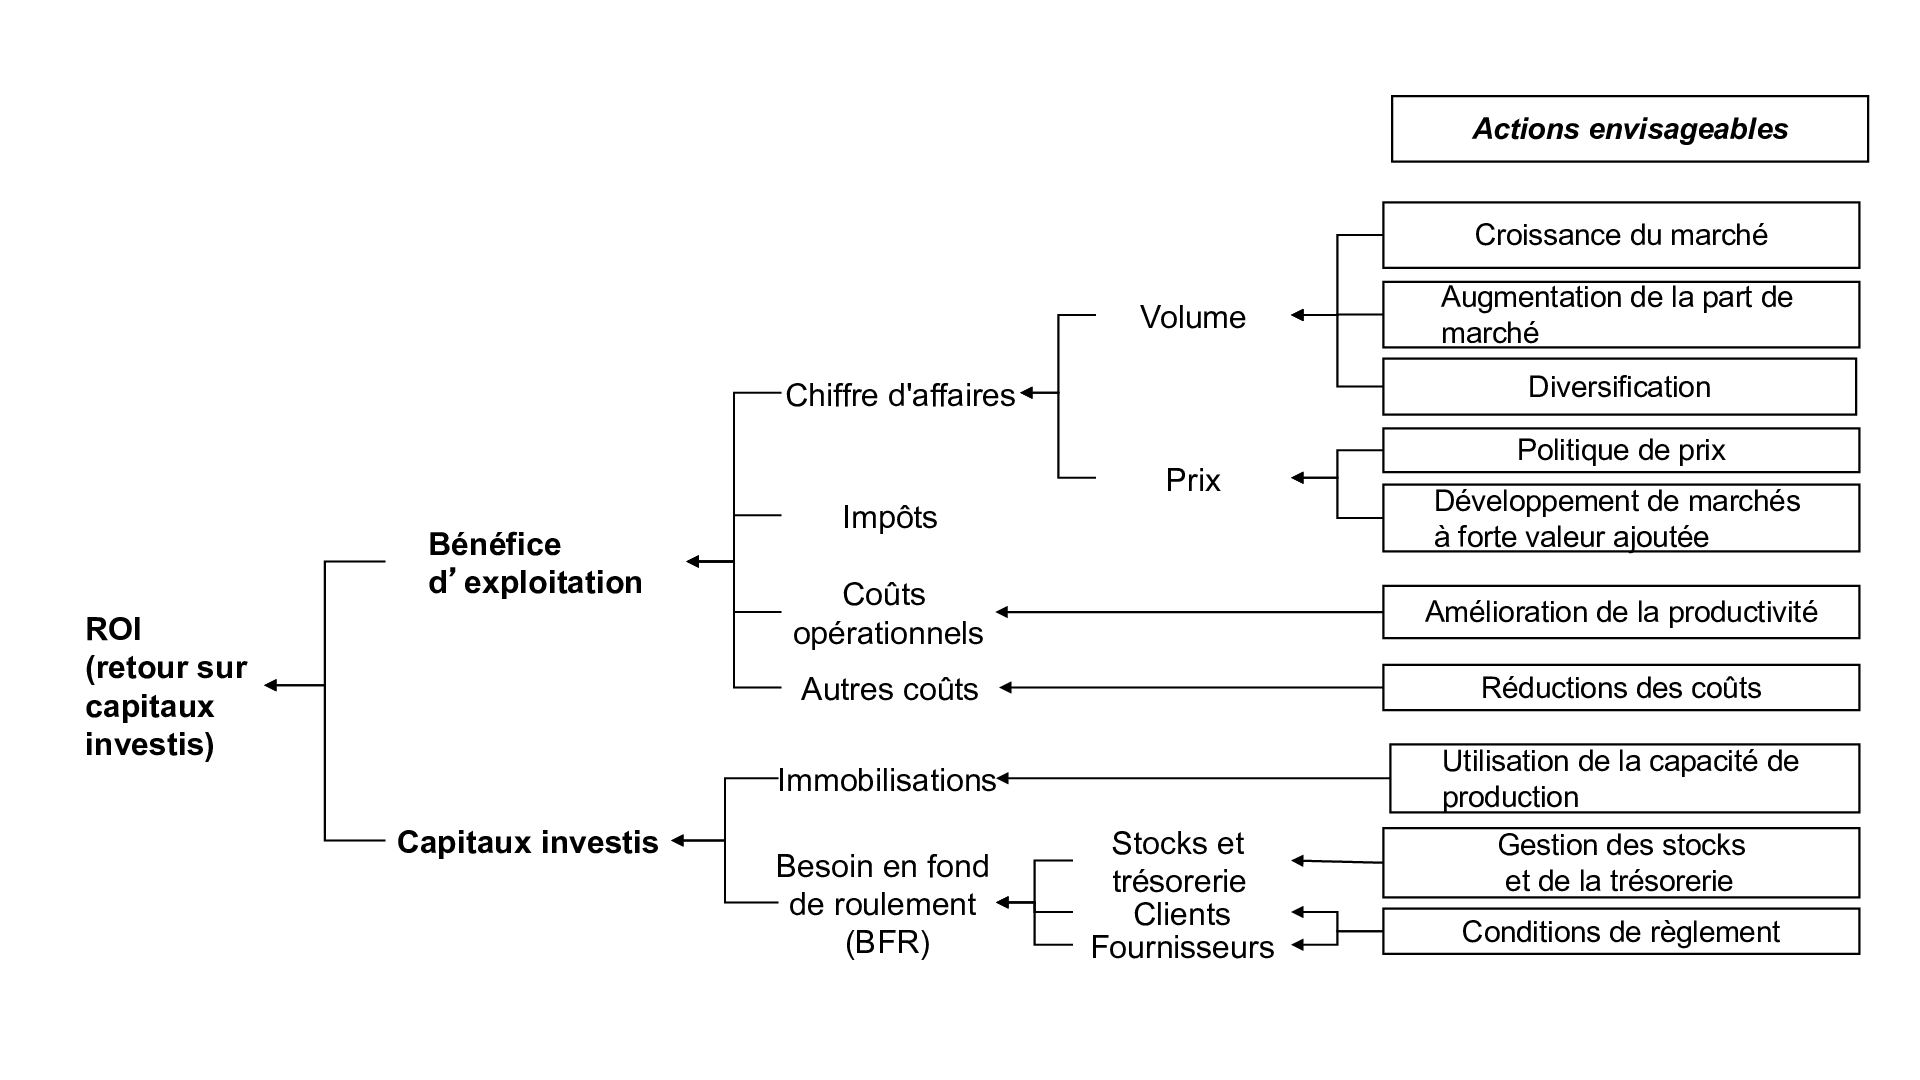 Actions envisageables
Croissance du marché
Augmentation de la part de
marché
Diversification
Politique de prix
Développement de marchés
à forte valeur ajoutée
Amélioration de la productivité
Réductions des coûts
Utilisation de la capacité de
production
Gestion des stocks
et de la trésorerie
Conditions de règlement
Volume
Prix
Stocks et
trésorerie
Clients
Fournisseurs
Chiffre d'affaires
Impôts
Coûts
opérationnels
Autres coûts
Immobilisations
Besoin en fond
de roulement
(BFR)
Bénéfice
d’exploitation
Capitaux investis
ROI
(retour sur
capitaux
investis)